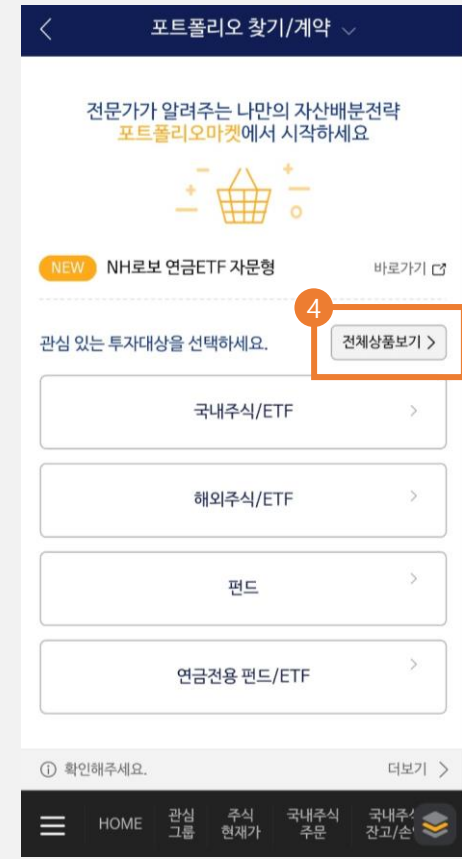 포트폴리오 찾기/계약
전문가가 알려주는 나만의 자산배분전략
포트폴리오마켓에서 시작하세요
NEW NH로보 연금ETF 자문형 바로가기
4
관심 있는 투자대상을 선택하세요. 전체상품보기 >
국내주식/ETF
해외주식/ETF
펀드
연금전용 펀드/ETF
확인해주세요. 더보기
HOME 관심 주식 국내주식
그룹 현재가 주문 잔고/손